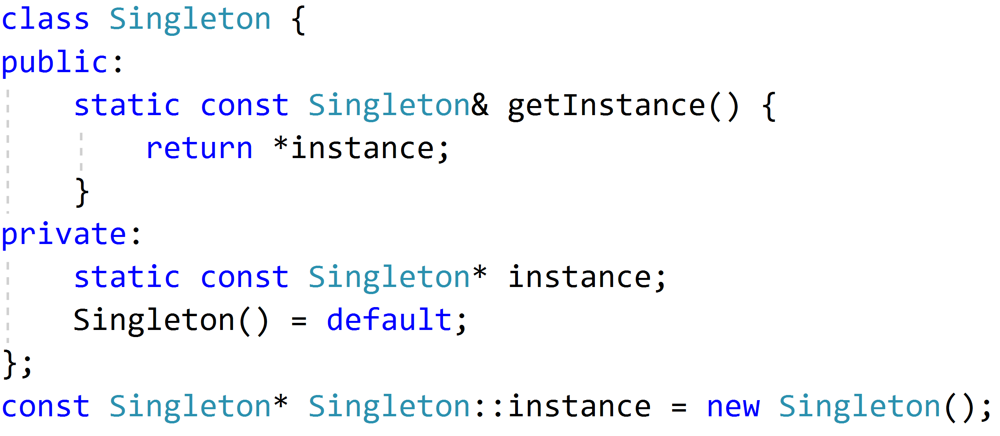 class Singleton {
public:
    static const Singleton& getInstance() {
        return *instance;
    }
private:
    static const Singleton* instance;
    Singleton() = default;
};
const Singleton* Singleton::instance = new Singleton();